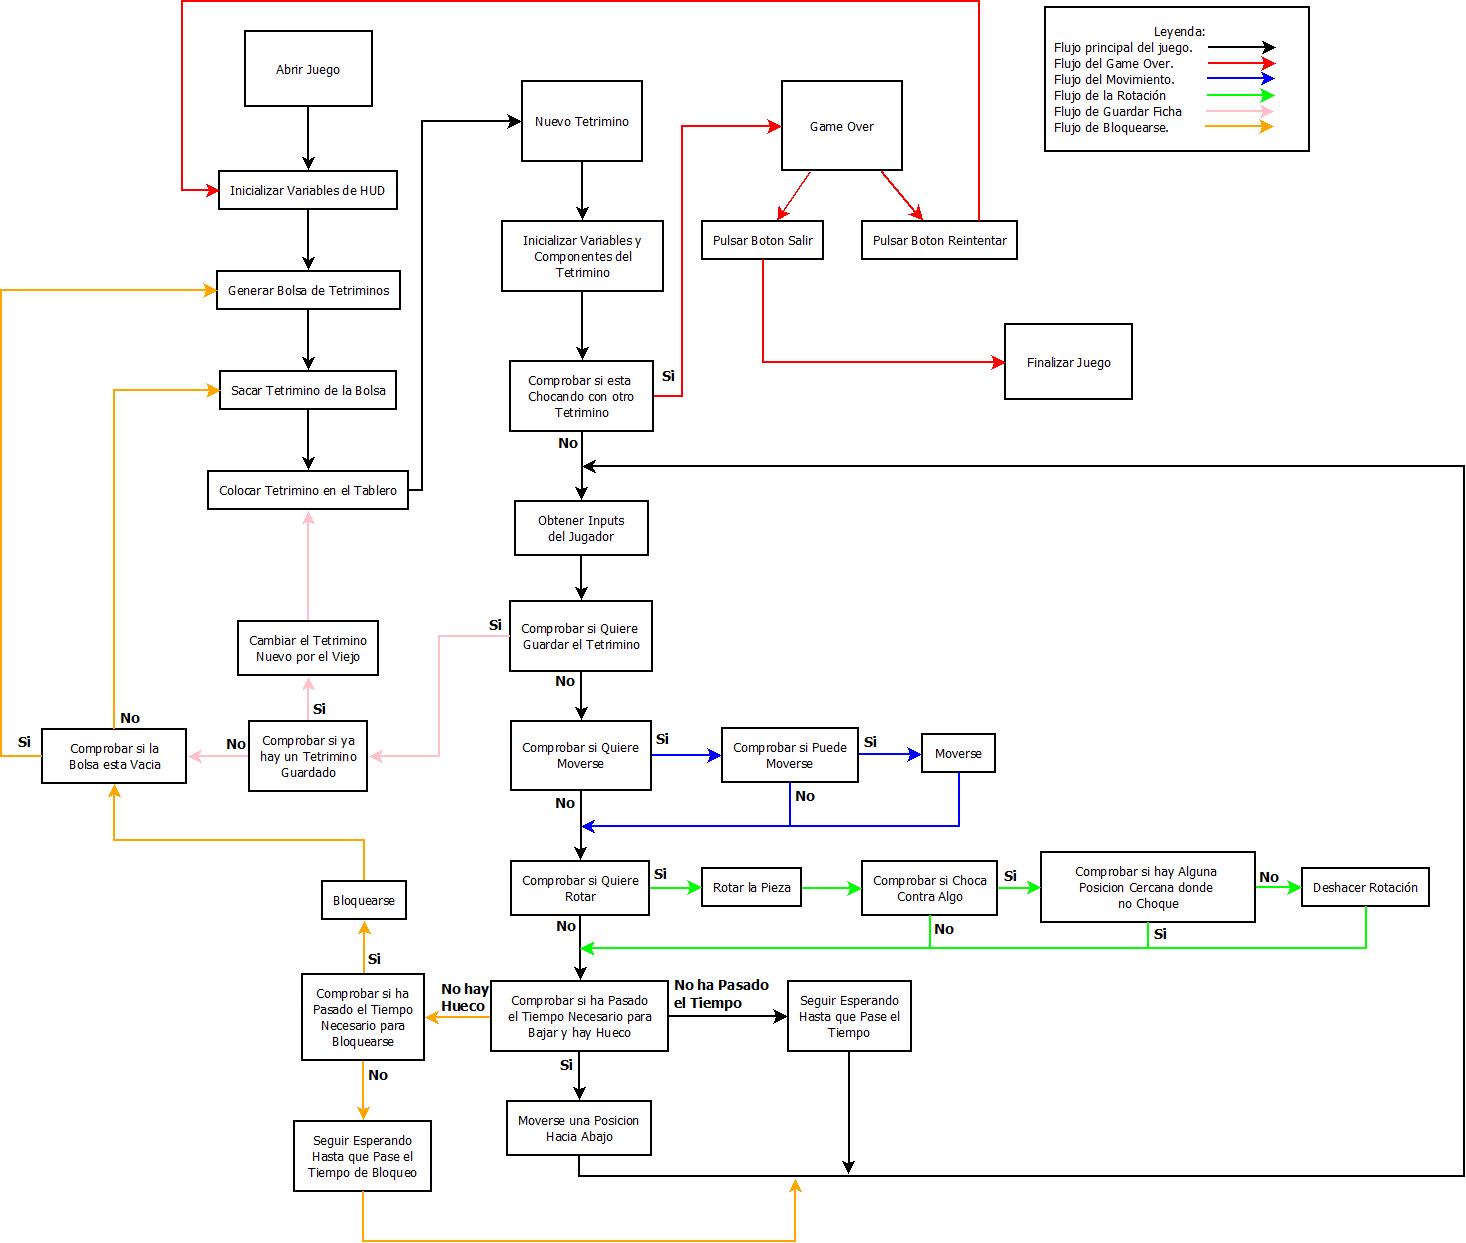 Leyenda:
Flujo principal del juego.
Flujo del Game Over.
Flujo del Movimiento.
Flujo de la Rotación
Flujo de Guardar Ficha
Flujo de Bloquearse.
Abrir Juego
Inicializar Variables de HUD
Generar Bolsa de Tetriminos
Sacar Tetrimino de la Bolsa
Colocar Tetrimino en el Tablero
Nuevo Tetrimino
Inicializar Variables y
Componentes del
Tetrimino
Comprobar si esta
Chocando con otro
Tetrimino
Si
No
Game Over
Pulsar Boton Salir
Pulsar Boton Reintentar
Finalizar Juego
Obtener Inputs
del Jugador
Comprobar si Quiere
Guardar el Tetrimino
Si
No
Cambiar el Tetrimino
Nuevo por el Viejo
Si
Comprobar si ya
hay un Tetrimino
Guardado
No
Comprobar si la
Bolsa esta Vacia
Si
No
Comprobar si Quiere
Moverse
Si
Comprobar si Puede
Moverse
Si
Moverse
No
No
Comprobar si Quiere
Rotar
Si
Rotar la Pieza
Comprobar si Choca
Contra Algo
Si
Comprobar si hay Alguna
Posicion Cercana donde
no Choque
No
Deshacer Rotación
No
No
Si
Bloquearse
Si
Comprobar si ha
Pasado el Tiempo
Necesario para
Bloquearse
No hay
Hueco
Comprobar si ha Pasado
el Tiempo Necesario para
Bajar y hay Hueco
No ha Pasado
el Tiempo
Seguir Esperando
Hasta que Pase el
Tiempo
No
Si
Seguir Esperando
Hasta que Pase el
Tiempo de Bloqueo
Moverse una Posicion
Hacia Abajo